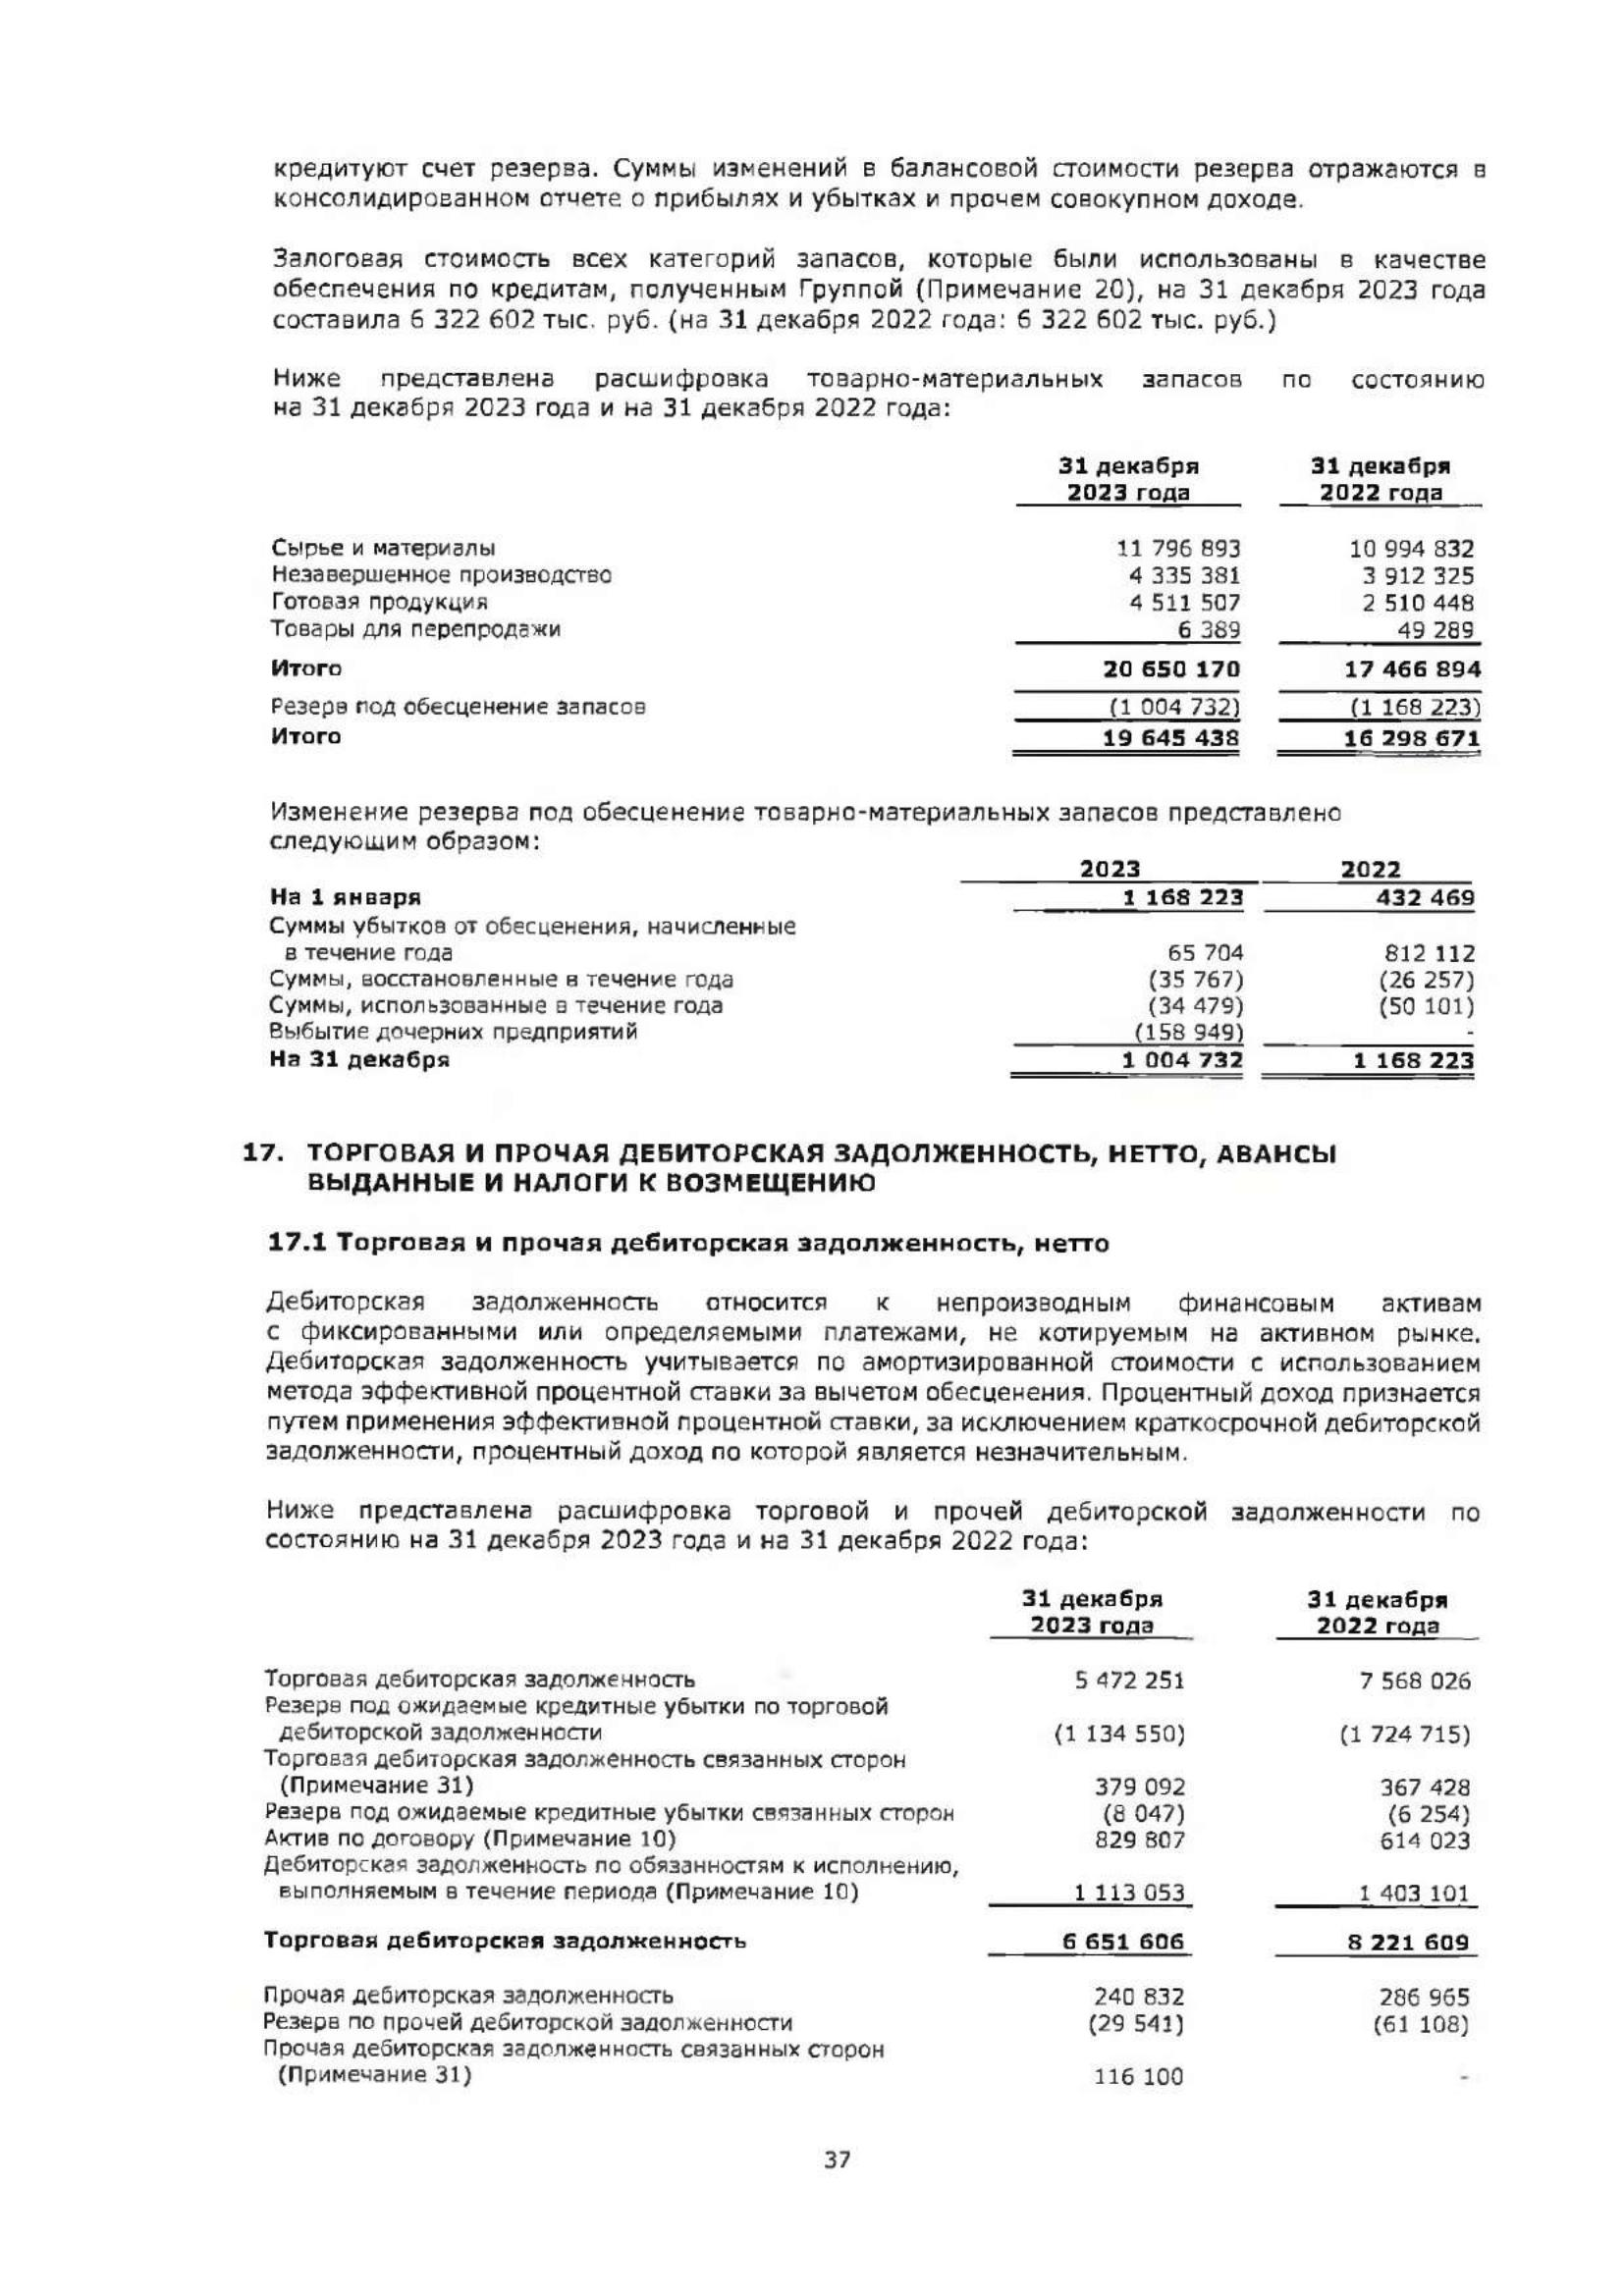 кредитуют счет резерва. Суммы изменений в балансовой стоимости резерва отражаются в
консолидированном отчете о прибылях и убытках и прочем совокупном доходе.
Залоговая стоимость всех категорий запасов, которые были использованы в качестве
обеспечения по кредитам, полученным Группой (Примечание 20), на 31 декабря 2023 года
составила 6 322 602 тыс. руб. (на 31 декабря 2022 года: 6 322 602 тыс. руб.)
Ниже представлена расшифровка товарно-материальных запасов по состоянию
на 31 декабря 2023 года и на 31 декабря 2022 года:
31 декабря 31 декабря
2023 года 2022 года
Сырье и материалы 11 796 893 10 994 832
Незавершенное производство 4 335 381 3 912 325
Готовая продукция 4 511 507 2 510 448
Товары для перепродажи 6 389 49 289
Итого 20 650 170 17 466 894
Резерв под обесценение запасов (1 004 732) (1 168 223)
Итого 19 645 438 16 298 671
Изменение резерва под обесценение товарно-материальных запасов представлено
следующим образом:
2023 2022
На 1 января 1 168 223 432 469
Суммы убытков от обесценения, начисленные
в течение года 65 704 812 112
Суммы, восстановленные в течение года (35 767) (26 257)
Суммы, использованные в течение года (34 479) (50 101)
Выбытие дочерних предприятий (158 949) -
На 31 декабря 1 004 732 1 168 223
17. ТОРГОВАЯ И ПРОЧАЯ ДЕБИТОРСКАЯ ЗАДОЛЖЕННОСТЬ, НЕТТО, АВАНСЫ
ВЫДАННЫЕ И НАЛОГИ К ВОЗМЕЩЕНИЮ
17.1 Торговая и прочая дебиторская задолженность, нетто
Дебиторская задолженность относится к непроизводным финансовым активам
с фиксированными или определяемыми платежами, не котируемым на активном рынке.
Дебиторская задолженность учитывается по амортизированной стоимости с использованием
метода эффективной процентной ставки за вычетом обесценения. Процентный доход признается
путем применения эффективной процентной ставки, за исключением краткосрочной дебиторской
задолженности, процентный доход по которой является незначительным.
Ниже представлена расшифровка торговой и прочей дебиторской задолженности по
состоянию на 31 декабря 2023 года и на 31 декабря 2022 года:
31 декабря 31 декабря
2023 года 2022 года
Торговая дебиторская задолженность 5 472 251 7 568 026
Резерв под ожидаемые кредитные убытки по торговой
дебиторской задолженности (1 134 550) (1 724 715)
Торговая дебиторская задолженность связанных сторон
(Примечание 31) 379 092 367 428
Резерв под ожидаемые кредитные убытки связанных сторон (8 047) (6 254)
Актив по договору (Примечание 10) 829 807 614 023
Дебиторская задолженность по обязанностям к исполнению,
выполняемым в течение периода (Примечание 10) 1 113 053 1 403 101
Торговая дебиторская задолженность 6 651 606 8 221 609
Прочая дебиторская задолженность 240 832 286 965
Резерв по прочей дебиторской задолженности (29 541) (61 108)
Прочая дебиторская задолженность связанных сторон
(Примечание 31) 116 100 -
37